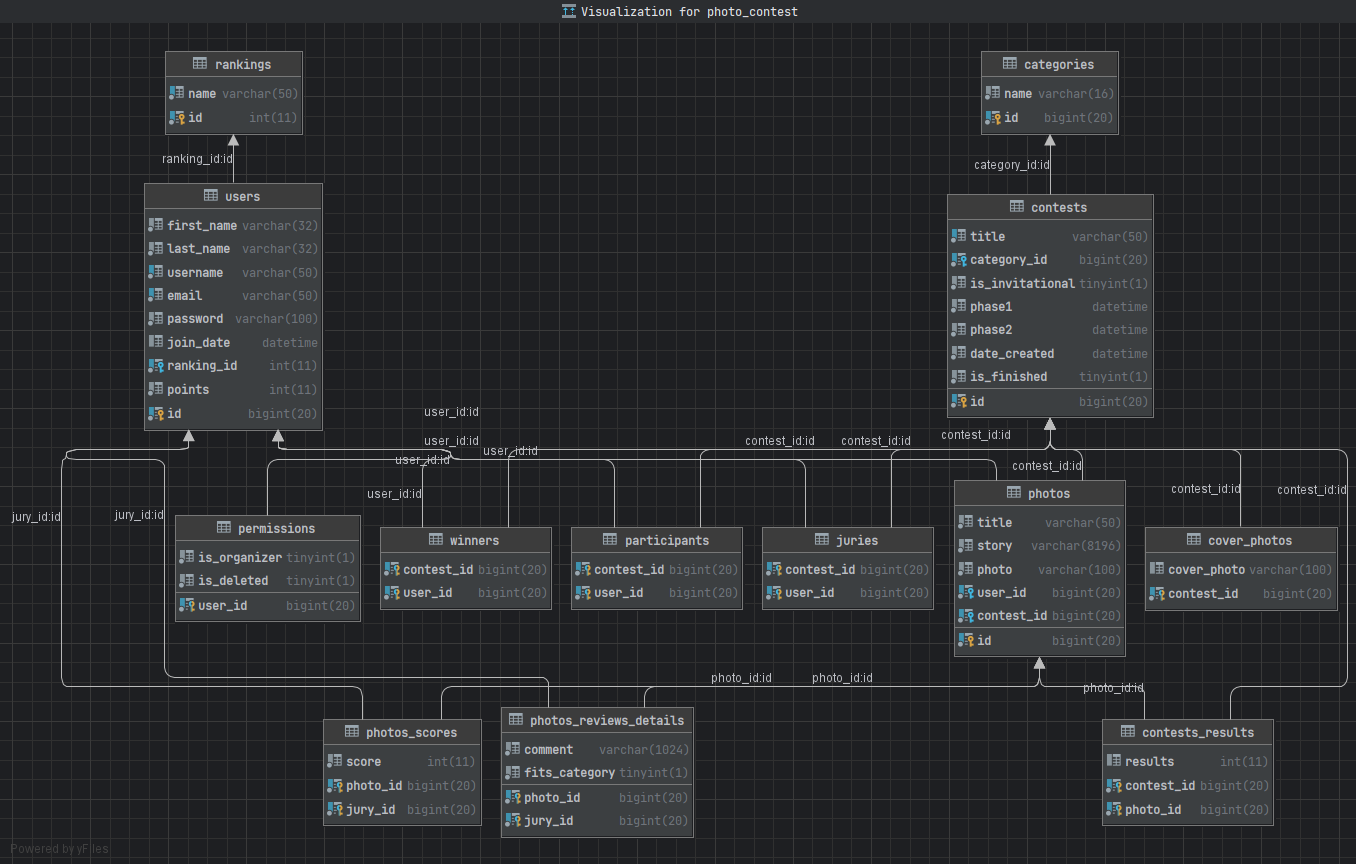 Visualization for photo_contest
rankings
name varchar(50)
id int(11)
categories
name varchar(16)
id bigint(20)
ranking_id:id
category_id:id
users
first_name varchar(32)
last_name varchar(32)
username varchar(50)
email varchar(50)
password varchar(100)
join_date datetime
ranking_id int(11)
points int(11)
id bigint(20)
contests
title varchar(50)
category_id bigint(20)
is_invitational tinyint(1)
phase1 datetime
phase2 datetime
date_created datetime
is_finished tinyint(1)
id bigint(20)
user_id:id
user_id:id
user_id:id
user_id:id
user_id:id
contest_id:id
contest_id:id
contest_id:id
contest_id:id
contest_id:id
contest_id:id
jury_id:id
jury_id:id
permissions
is_organizer tinyint(1)
is_deleted tinyint(1)
user_id bigint(20)
winners
contest_id bigint(20)
user_id bigint(20)
participants
contest_id bigint(20)
user_id bigint(20)
juries
contest_id bigint(20)
user_id bigint(20)
photos
title varchar(50)
story varchar(8196)
photo varchar(100)
user_id bigint(20)
contest_id bigint(20)
id bigint(20)
cover_photos
cover_photo varchar(100)
contest_id bigint(20)
photo_id:id
photo_id:id
photo_id:id
photos_scores
score int(11)
photo_id bigint(20)
jury_id bigint(20)
photos_reviews_details
comment varchar(1024)
fits_category tinyint(1)
photo_id bigint(20)
jury_id bigint(20)
contests_results
results int(11)
contest_id bigint(20)
photo_id bigint(20)
Powered by yFiles